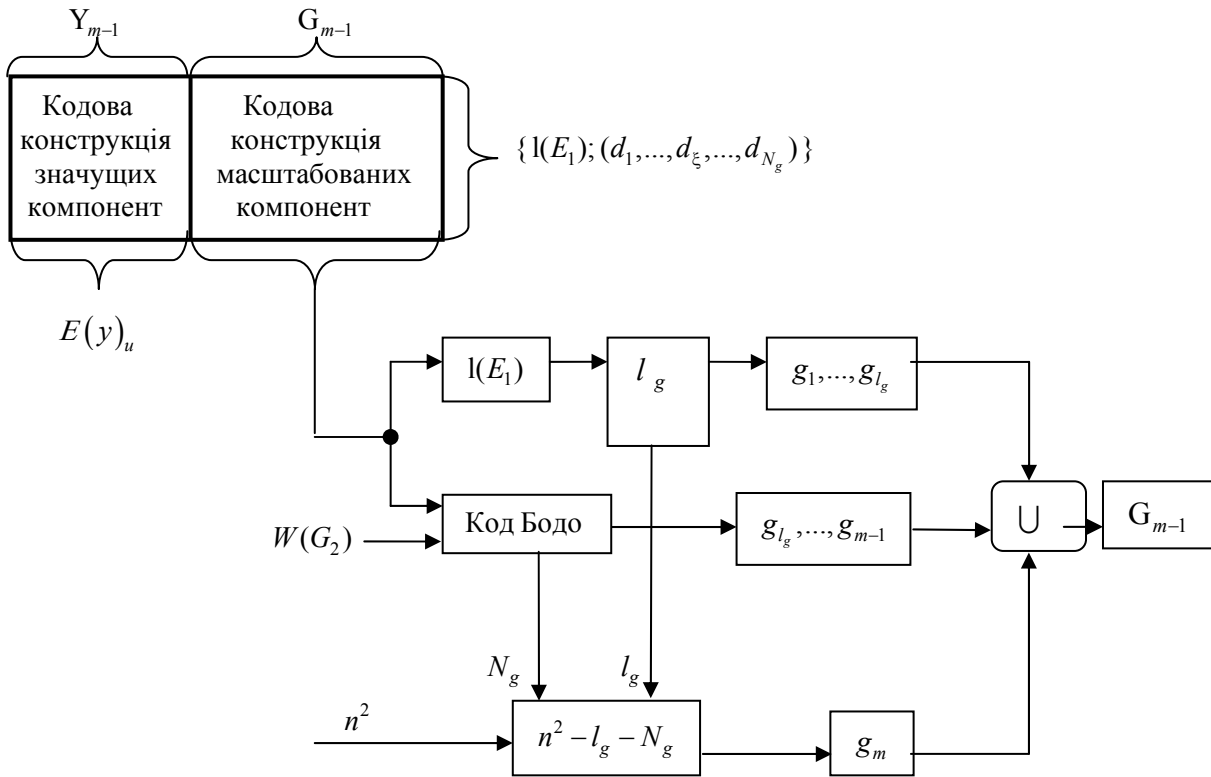 Y_{m−1} G_{m−1}
Кодова конструкція значущих компонент
Кодова конструкція масштабованих компонент
{l(E_1); (d_1,...,d_ξ,...,d_{N_g})}
E(y)_u
l(E_1)
l_g
g_1,...,g_{l_g}
W(G_2)
Код Бодо
g_{l_g},...,g_{m−1}
∪
G_{m−1}
N_g
l_g
n^2
n^2 − l_g − N_g
g_m